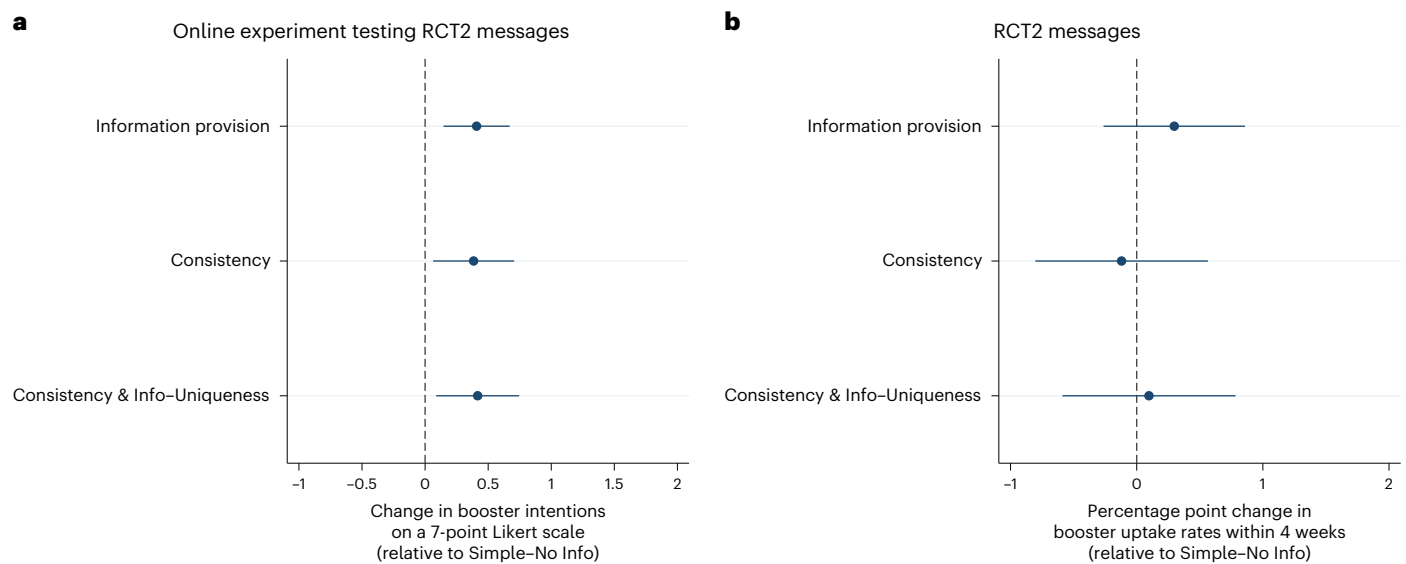 a
Online experiment testing RCT2 messages
Information provision
Consistency
Consistency & Info–Uniqueness
–1
–0.5
0
0.5
1
1.5
2
Change in booster intentions
on a 7-point Likert scale
(relative to Simple–No Info)
b
RCT2 messages
Information provision
Consistency
Consistency & Info–Uniqueness
–1
0
1
2
Percentage point change in
booster uptake rates within 4 weeks
(relative to Simple–No Info)